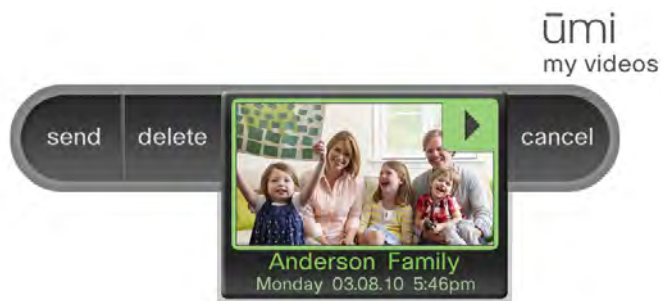 ūmi
my videos
send
delete
cancel
Anderson Family
Monday 03.08.10 5:46pm